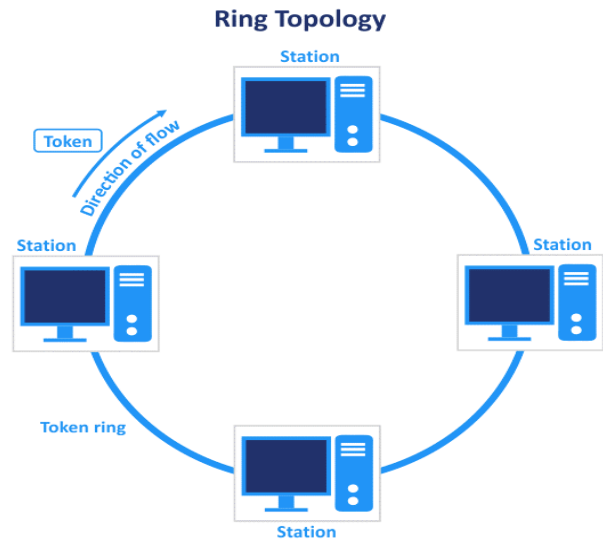 Ring Topology
Station
Token
Direction of flow
Station
Station
Token ring
Station